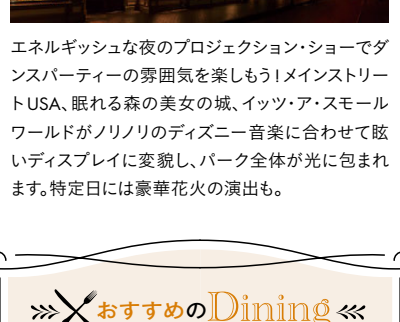 エネルギッシュな夜のプロジェクション・ショーでダ
ンスパーティーの雰囲気を楽しもう！メインストリー
トUSA、眠れる森の美女の城、イッツ・ア・スモール
ワールドがノリノリのディズニー音楽に合わせて眩
いディスプレイに変貌し、パーク全体が光に包まれ
ます。特定日には豪華花火の演出も。
おすすめのDining